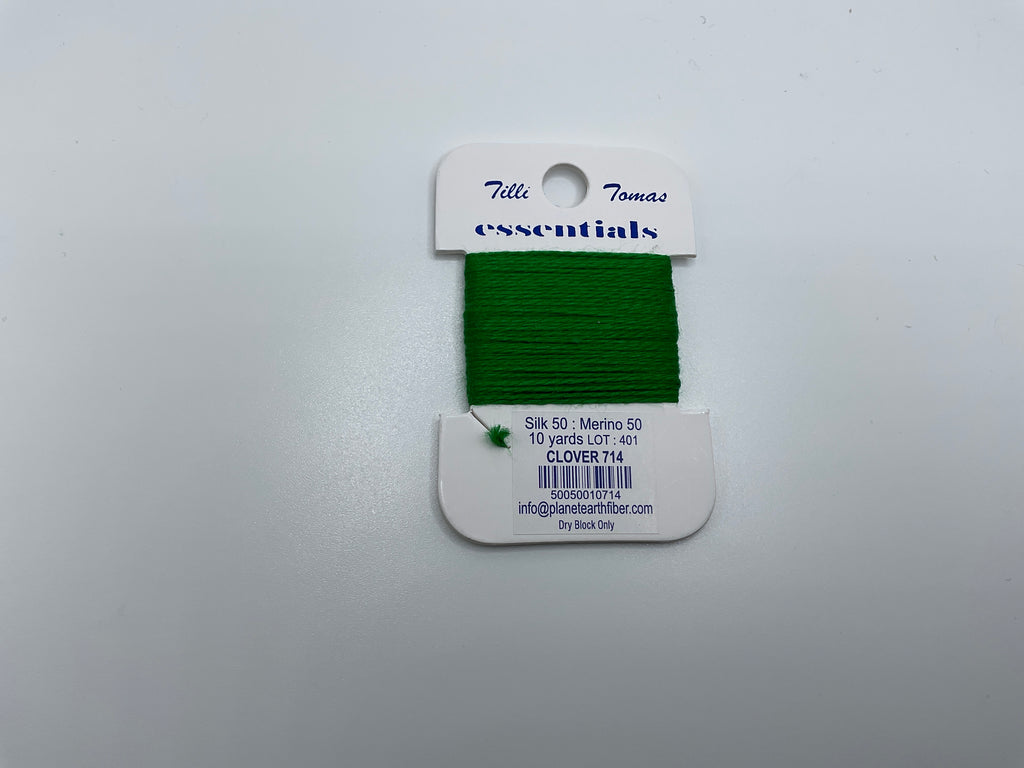 Tilli Tomas
essentials
Silk 50 : Merino 50
10 yards LOT : 401
CLOVER 714
50050010714
info@planetearthfiber.com
Dry Block Only